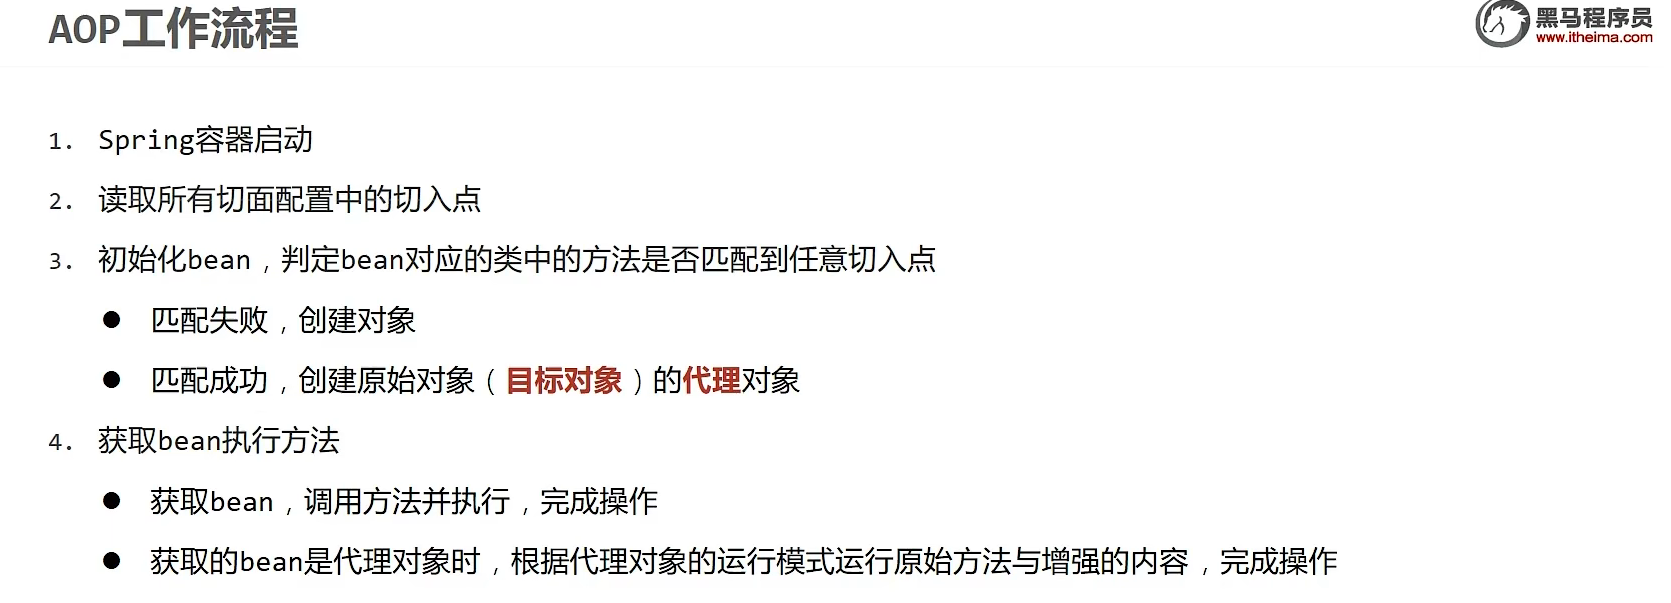 AOP工作流程
黑马程序员
www.itheima.com
1. Spring容器启动
2. 读取所有切面配置中的切入点
3. 初始化bean，判定bean对应的类中的方法是否匹配到任意切入点
● 匹配失败，创建对象
● 匹配成功，创建原始对象（目标对象）的代理对象
4. 获取bean执行方法
● 获取bean，调用方法并执行，完成操作
● 获取的bean是代理对象时，根据代理对象的运行模式运行原始方法与增强的内容，完成操作